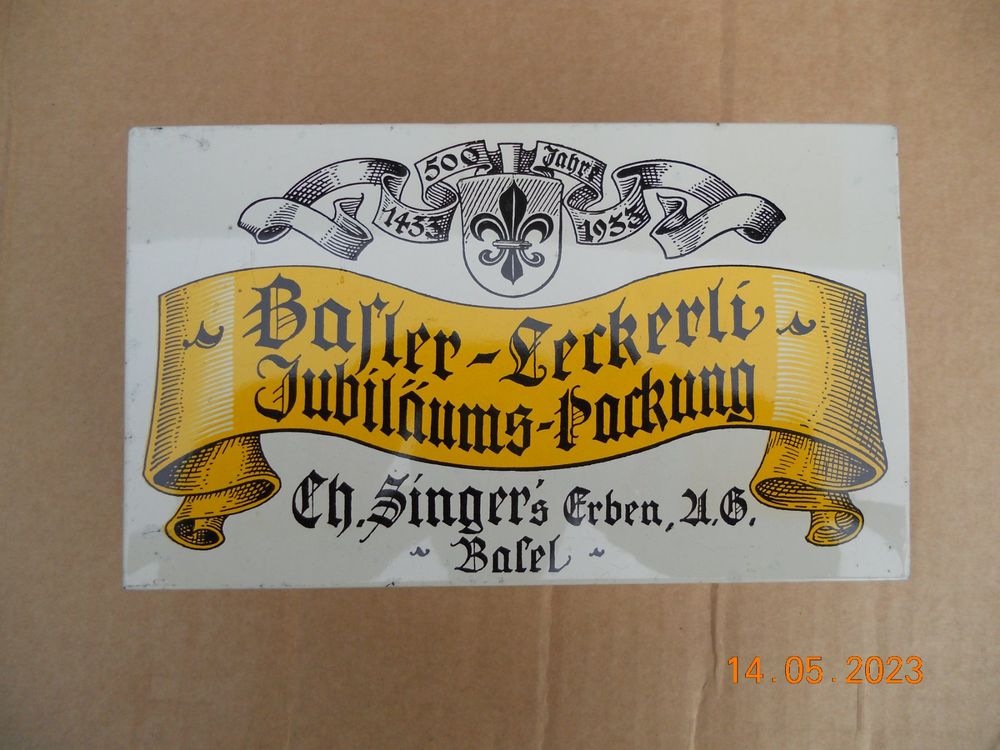 500 Jahre
1433 1933
Baſler-Leckerli
Jubiläums-Packung
Ch. Singer's Erben, A.G.
Baſel
14.05.2023